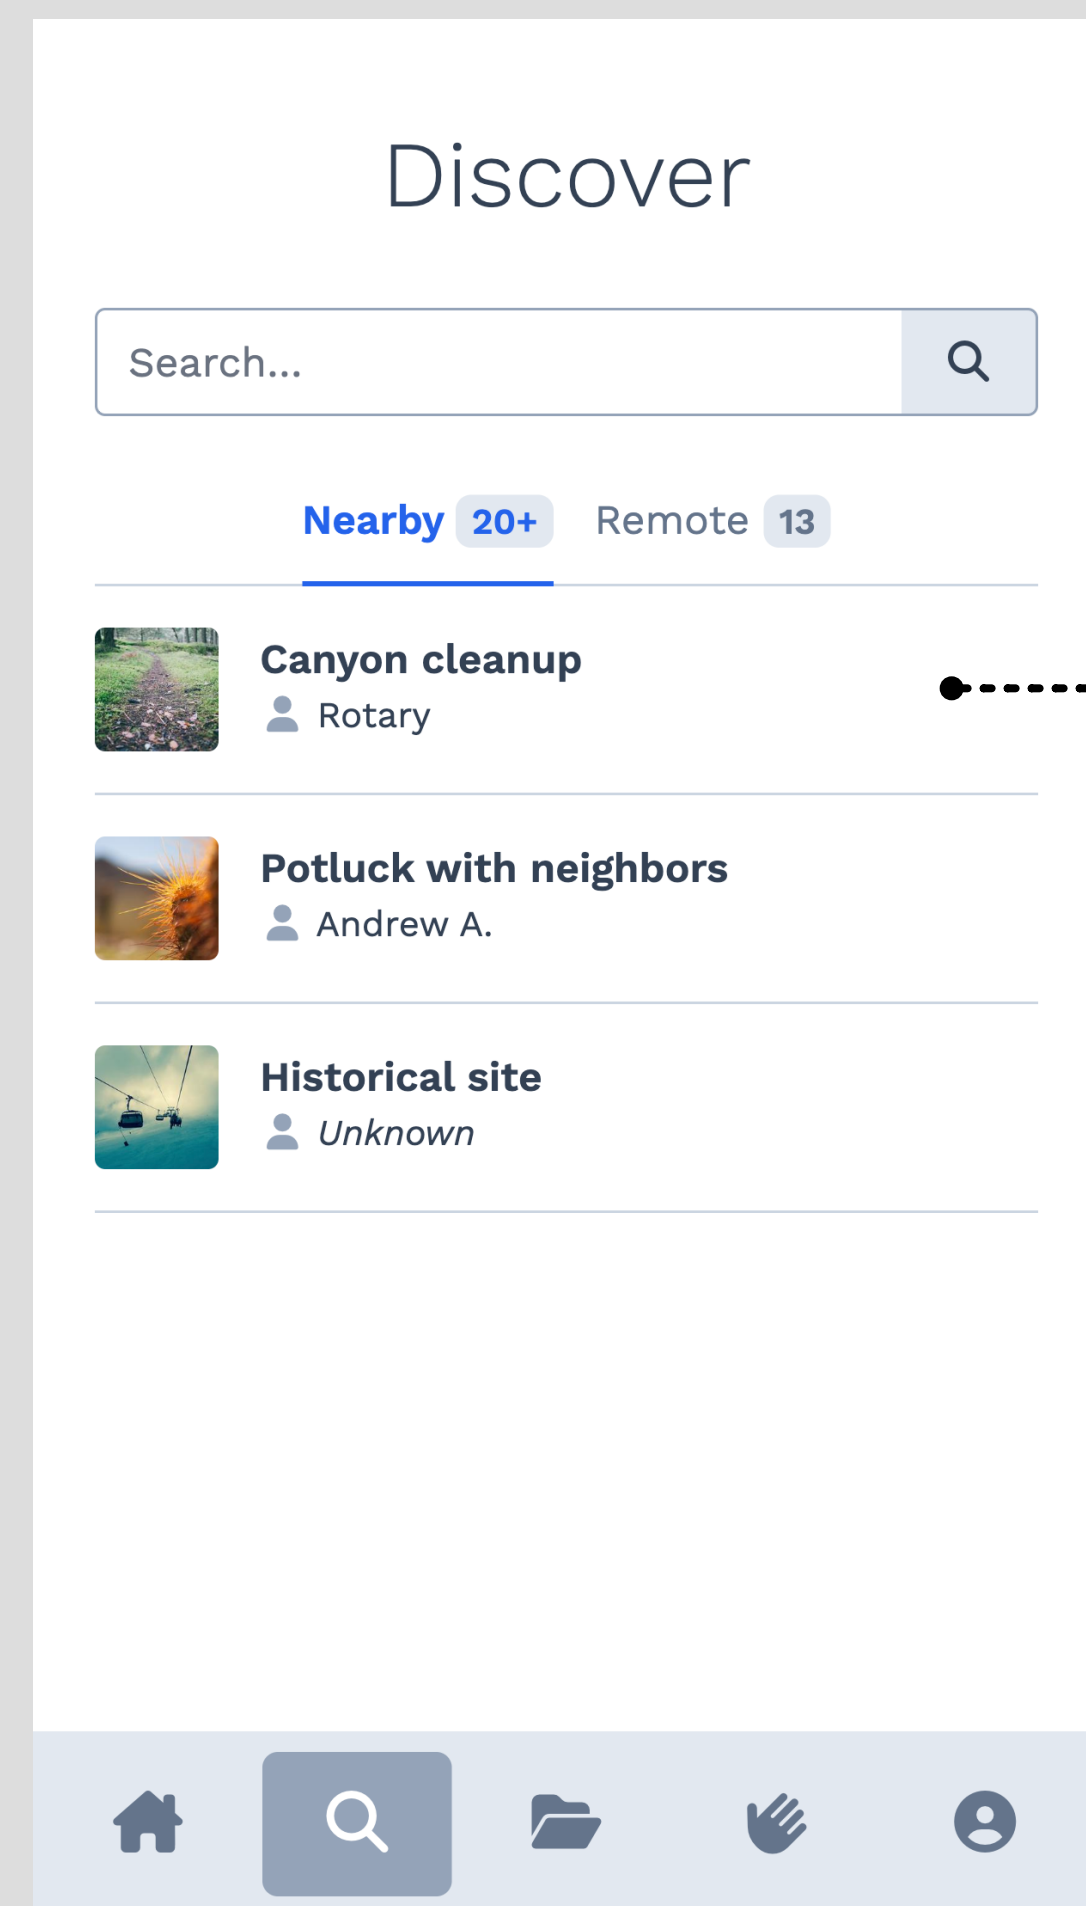 Discover
Search...
Nearby 20+ Remote 13
Canyon cleanup
Rotary
Potluck with neighbors
Andrew A.
Historical site
Unknown